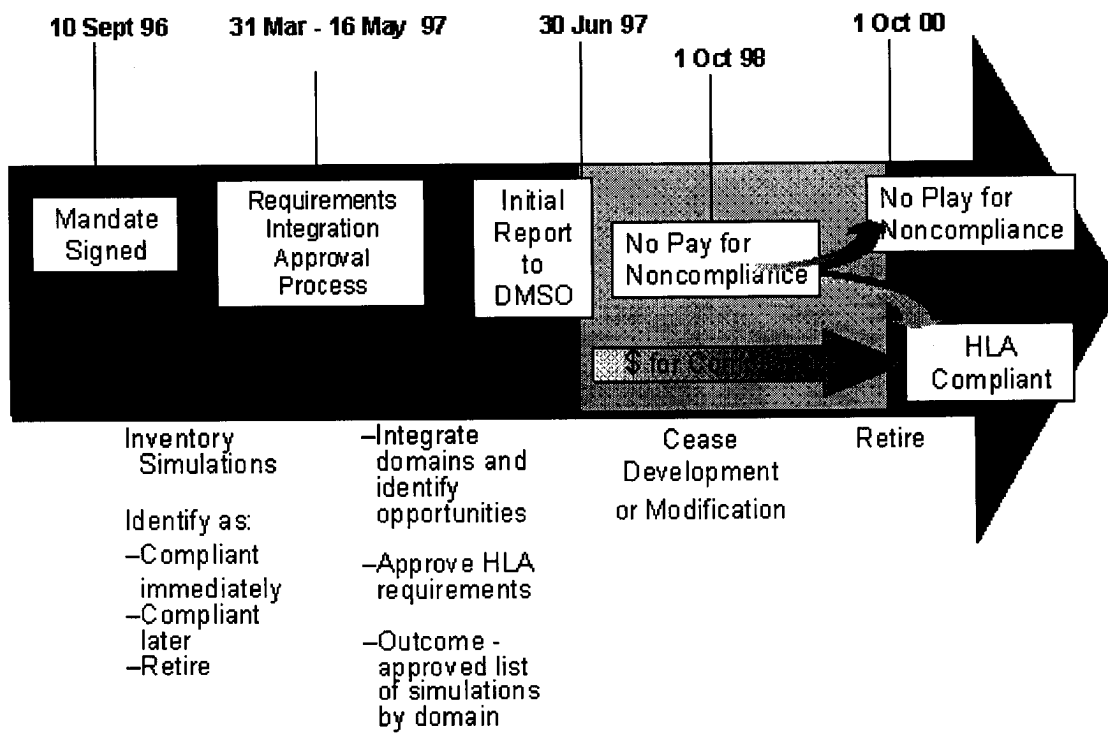 10 Sept 96
31 Mar - 16 May 97
30 Jun 97
1 Oct 98
1 Oct 00
Mandate
Signed
Requirements
Integration
Approval
Process
Initial
Report
to
DMSO
No Pay for
Noncompliance
No Play for
Noncompliance
$ for
HLA
Compliant
Inventory
Simulations
Identify as:
–Compliant
immediately
–Compliant
later
–Retire
–Integrate
domains and
identify
opportunities
–Approve HLA
requirements
–Outcome -
approved list
of simulations
by domain
Cease
Development
or Modification
Retire